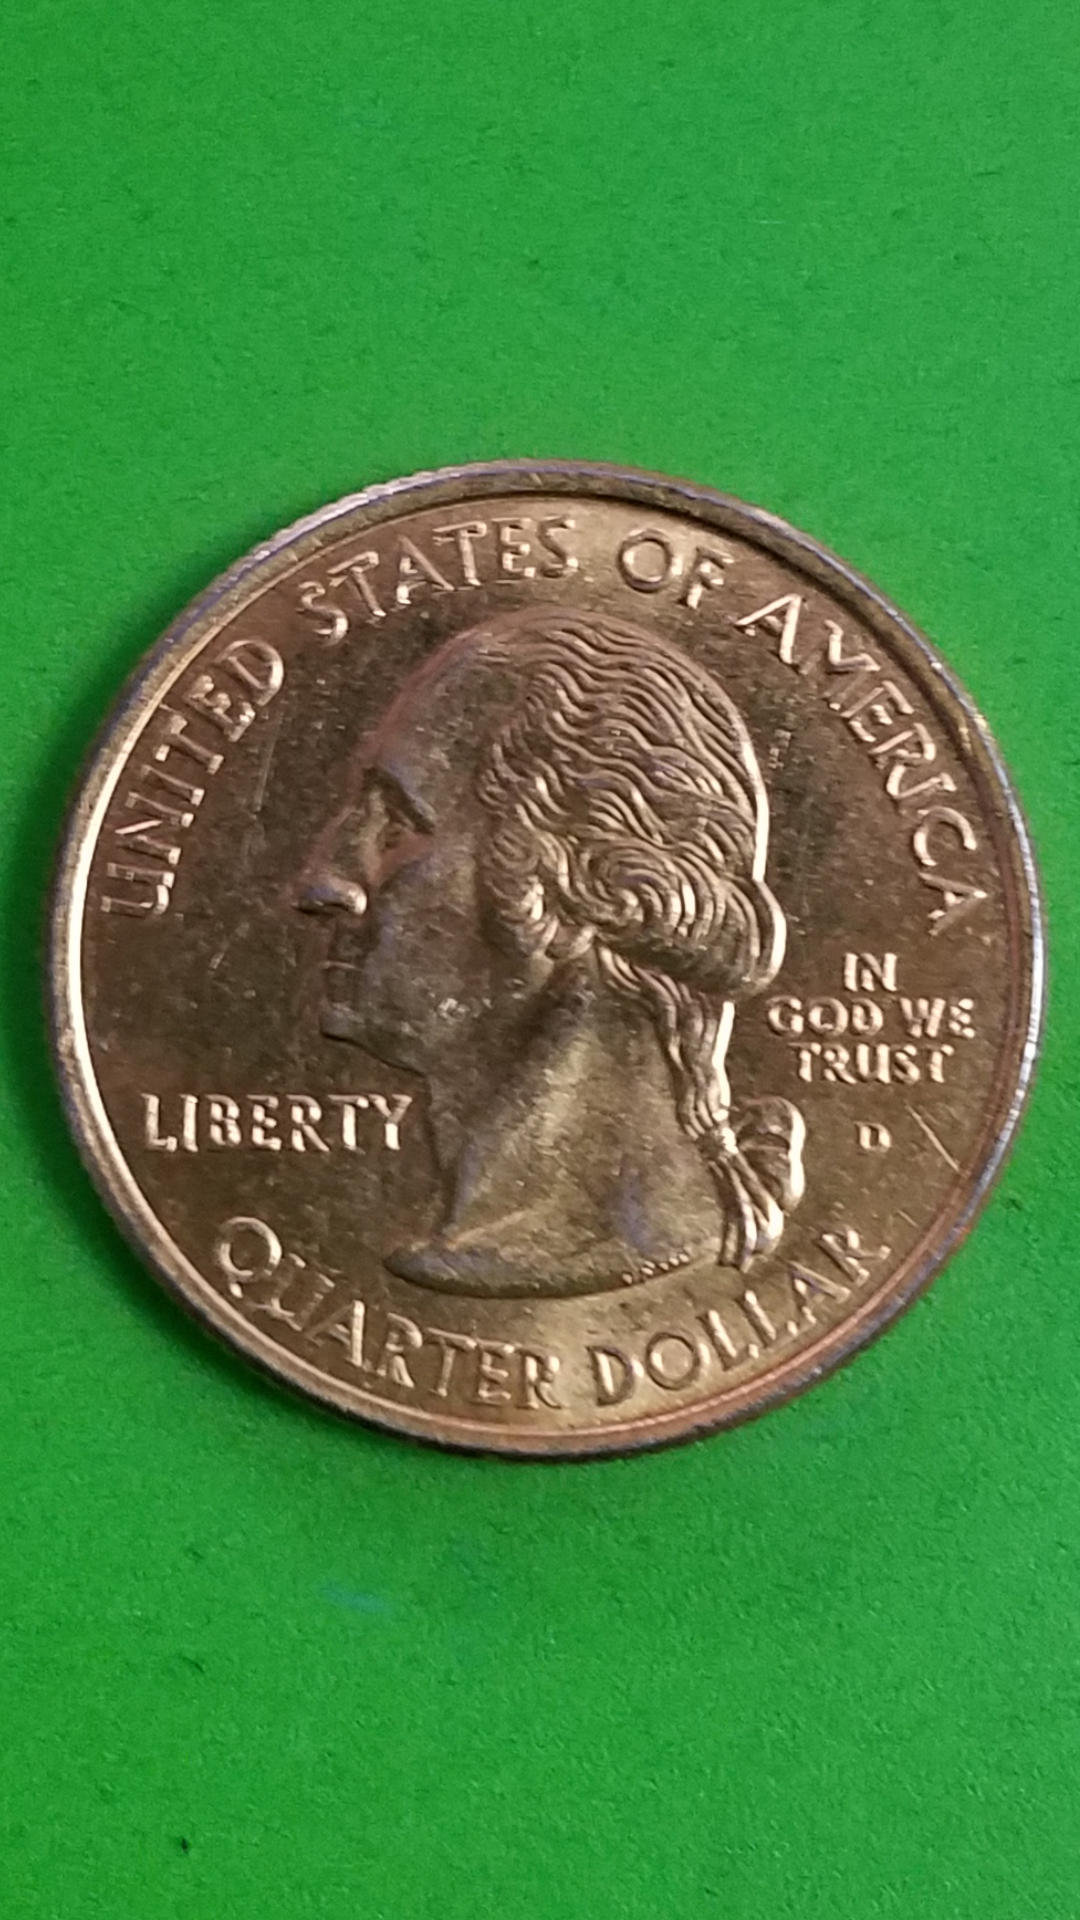 UNITED STATES OF AMERICA
IN
GOD WE
TRUST
LIBERTY
D
QUARTER DOLLAR